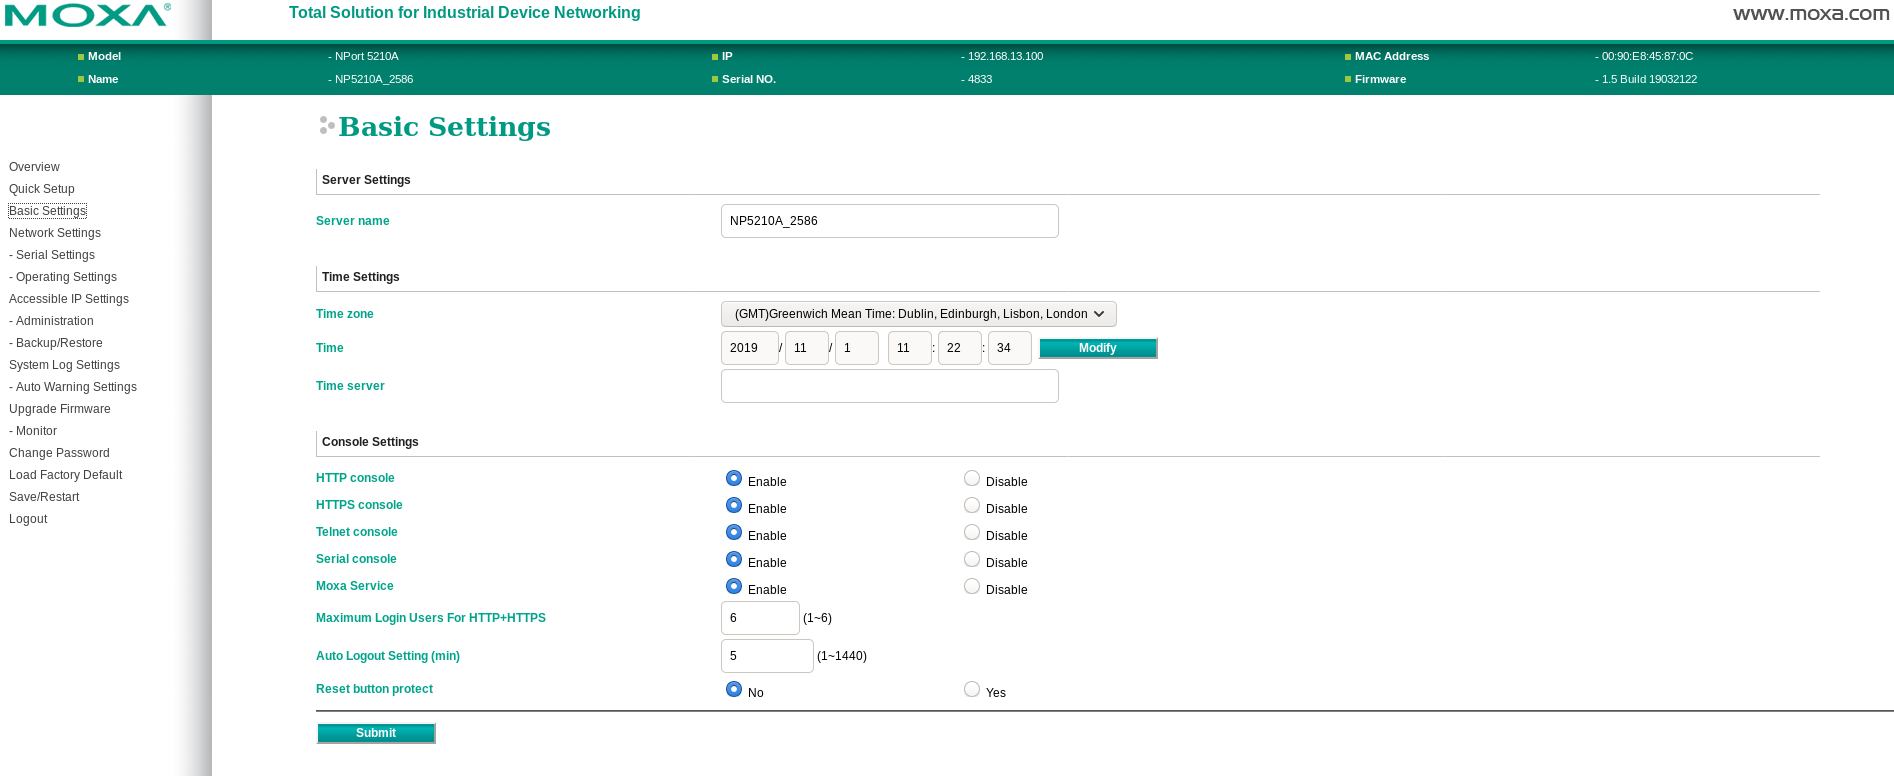 MOXA®
Total Solution for Industrial Device Networking
www.moxa.com
Model - NPort 5210A IP - 192.168.13.100 MAC Address - 00:90:E8:45:87:0C
Name - NP5210A_2586 Serial NO. - 4833 Firmware - 1.5 Build 19032122
Overview
Quick Setup
Basic Settings
Network Settings
- Serial Settings
- Operating Settings
Accessible IP Settings
- Administration
- Backup/Restore
System Log Settings
- Auto Warning Settings
Upgrade Firmware
- Monitor
Change Password
Load Factory Default
Save/Restart
Logout
Basic Settings
Server Settings
Server name NP5210A_2586
Time Settings
Time zone (GMT)Greenwich Mean Time: Dublin, Edinburgh, Lisbon, London
Time 2019 / 11 / 1 11 : 22 : 34 Modify
Time server
Console Settings
HTTP console Enable Disable
HTTPS console Enable Disable
Telnet console Enable Disable
Serial console Enable Disable
Moxa Service Enable Disable
Maximum Login Users For HTTP+HTTPS 6 (1~6)
Auto Logout Setting (min) 5 (1~1440)
Reset button protect No Yes
Submit